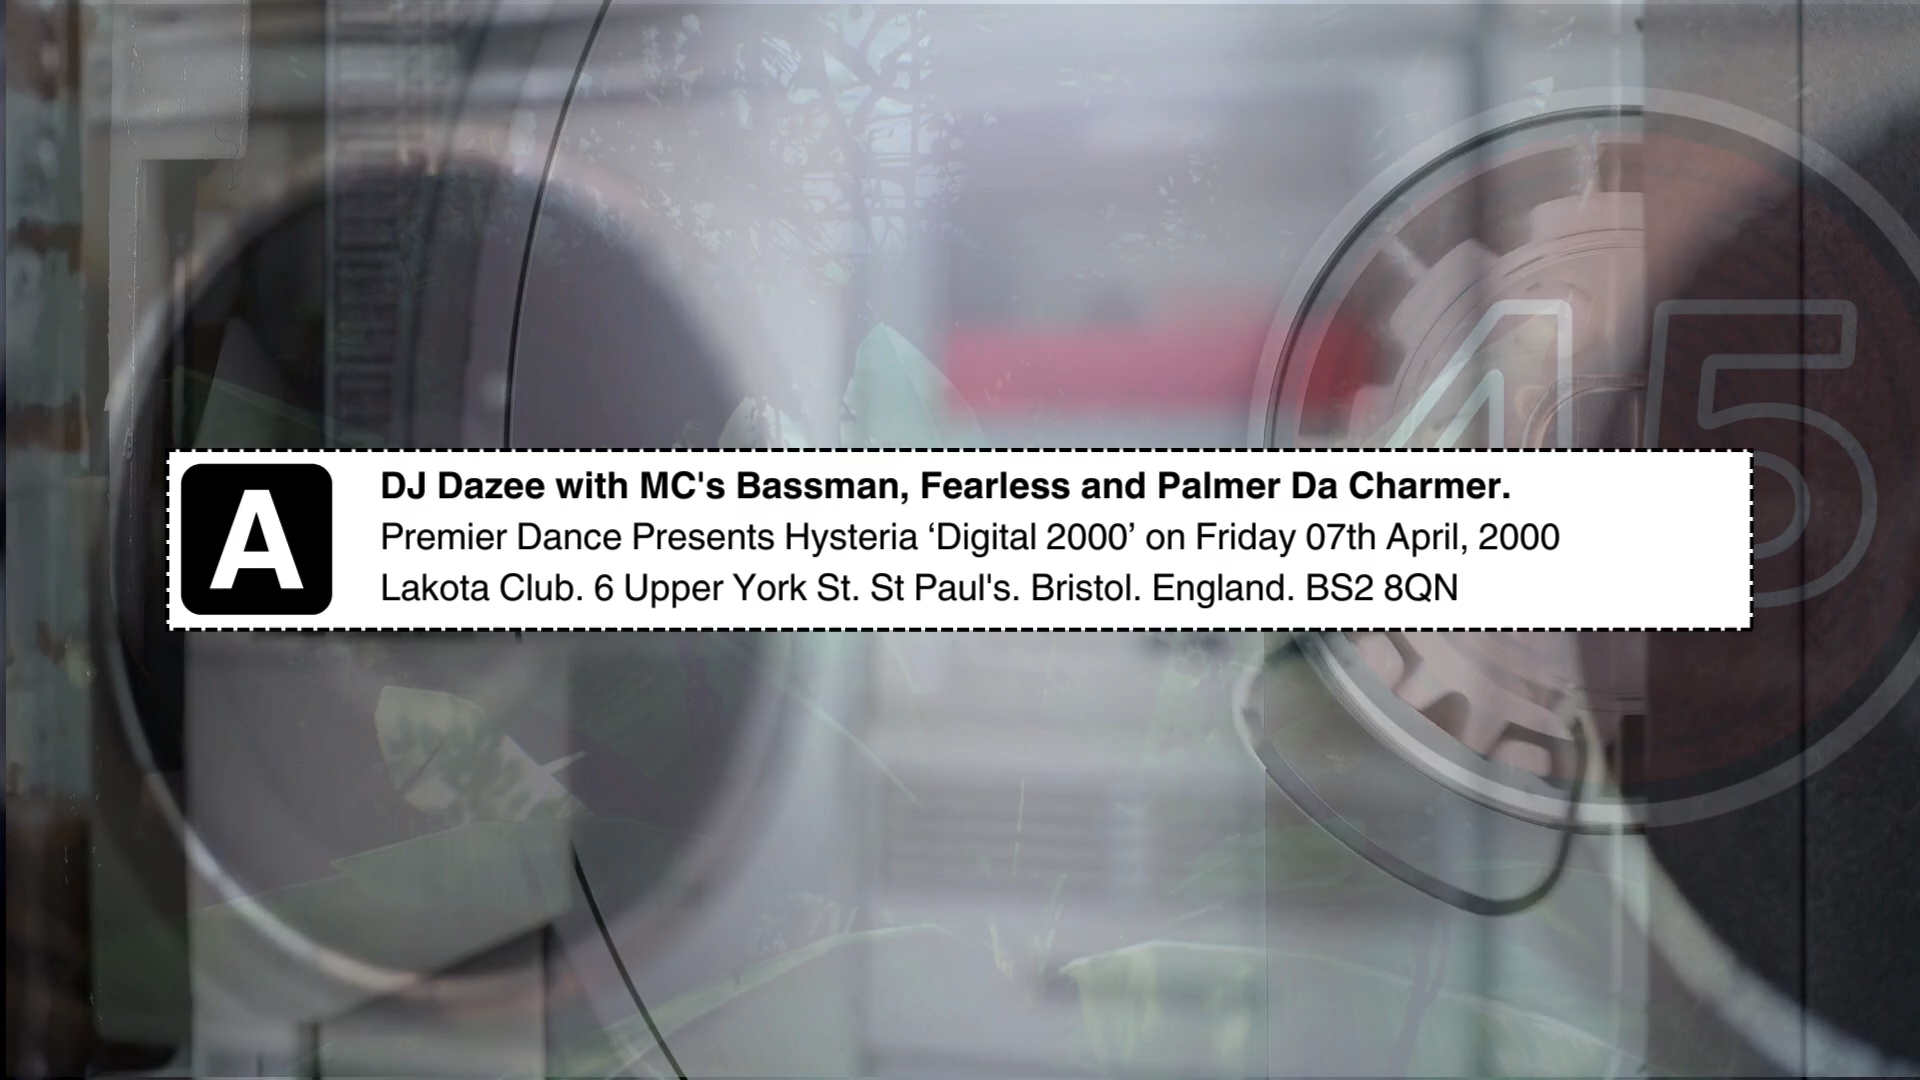 A
DJ Dazee with MC's Bassman, Fearless and Palmer Da Charmer.
Premier Dance Presents Hysteria ‘Digital 2000’ on Friday 07th April, 2000
Lakota Club. 6 Upper York St. St Paul's. Bristol. England. BS2 8QN
45